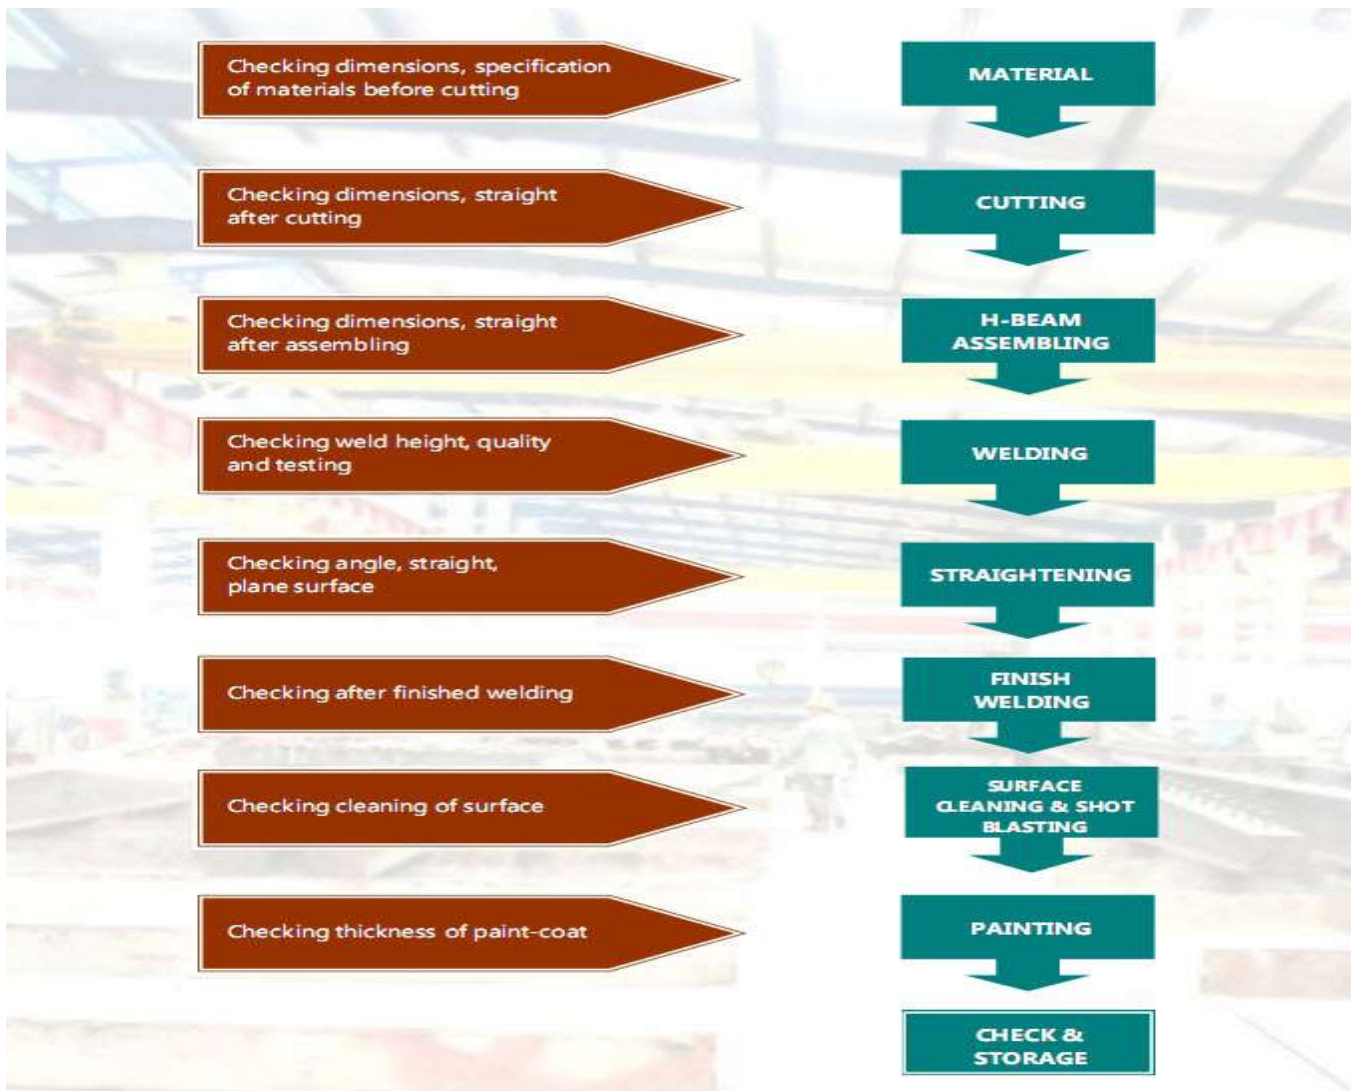 Checking dimensions, specification
of materials before cutting
MATERIAL
Checking dimensions, straight
after cutting
CUTTING
Checking dimensions, straight
after assembling
H-BEAM
ASSEMBLING
Checking weld height, quality
and testing
WELDING
Checking angle, straight,
plane surface
STRAIGHTENING
Checking after finished welding
FINISH
WELDING
Checking cleaning of surface
SURFACE
CLEANING & SHOT
BLASTING
Checking thickness of paint-coat
PAINTING
CHECK &
STORAGE